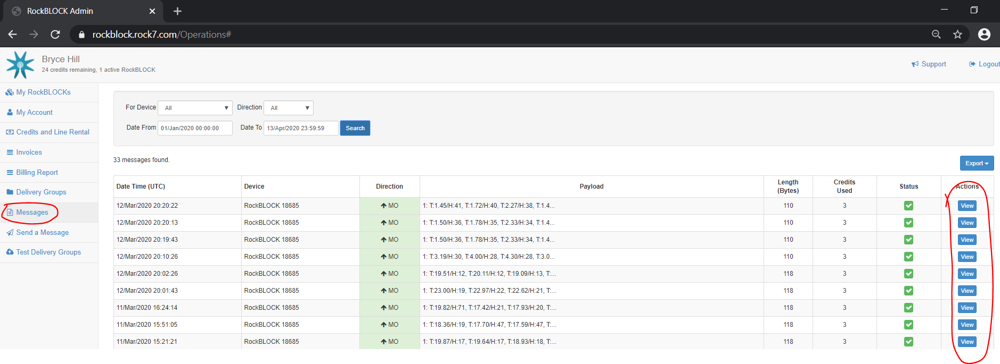 RockBLOCK Admin
rockblock.rock7.com/Operations#
Bryce Hill
24 credits remaining, 1 active RockBLOCK
Support
Logout
My RockBLOCKs
My Account
Credits and Line Rental
Invoices
Billing Report
Delivery Groups
Messages
Send a Message
Test Delivery Groups
For Device All Direction All
Date From 01/Jan/2020 00:00:00 Date To 13/Apr/2020 23:59:59 Search
33 messages found.
Export
Date Time (UTC) Device Direction Payload Length (Bytes) Credits Used Status Actions
12/Mar/2020 20:20:22 RockBLOCK 18685 MO 1: T:1.45/H:41, T:1.72/H:40, T:2.27/H:38, T:1.4... 110 3 View
12/Mar/2020 20:20:13 RockBLOCK 18685 MO 1: T:1.50/H:36, T:1.78/H:35, T:2.33/H:34, T:1.4... 110 3 View
12/Mar/2020 20:19:43 RockBLOCK 18685 MO 1: T:1.50/H:36, T:1.78/H:35, T:2.33/H:34, T:1.4... 110 3 View
12/Mar/2020 20:10:26 RockBLOCK 18685 MO 1: T:3.19/H:30, T:4.00/H:28, T:4.30/H:28, T:3.0... 110 3 View
12/Mar/2020 20:02:26 RockBLOCK 18685 MO 1: T:19.51/H:12, T:20.11/H:12, T:19.09/H:13, T:... 118 3 View
12/Mar/2020 20:01:43 RockBLOCK 18685 MO 1: T:23.00/H:19, T:22.97/H:22, T:22.62/H:21, T:... 118 3 View
11/Mar/2020 16:24:14 RockBLOCK 18685 MO 1: T:19.82/H:71, T:17.42/H:21, T:17.93/H:20, T:... 118 3 View
11/Mar/2020 15:51:05 RockBLOCK 18685 MO 1: T:18.36/H:19, T:17.70/H:47, T:17.59/H:47, T:... 118 3 View
11/Mar/2020 15:21:21 RockBLOCK 18685 MO 1: T:19.87/H:17, T:19.64/H:17, T:18.93/H:18, T:... 118 3 View